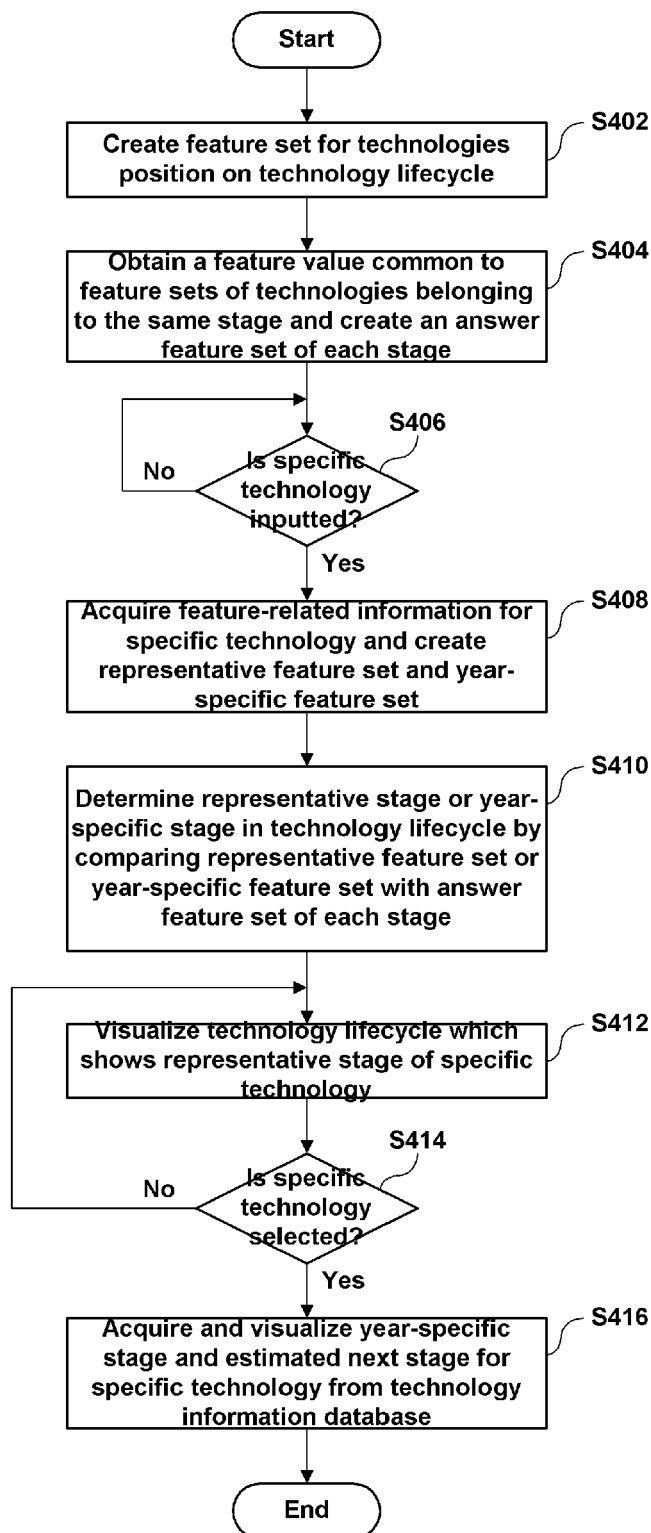 Start
S402
Create feature set for technologies
position on technology lifecycle
S404
Obtain a feature value common to
feature sets of technologies belonging
to the same stage and create an answer
feature set of each stage
S406
Is specific
technology
inputted?
No
Yes
S408
Acquire feature-related information for
specific technology and create
representative feature set and year-
specific feature set
S410
Determine representative stage or year-
specific stage in technology lifecycle by
comparing representative feature set or
year-specific feature set with answer
feature set of each stage
S412
Visualize technology lifecycle which
shows representative stage of specific
technology
S414
Is specific
technology
selected?
No
Yes
S416
Acquire and visualize year-specific
stage and estimated next stage for
specific technology from technology
information database
End